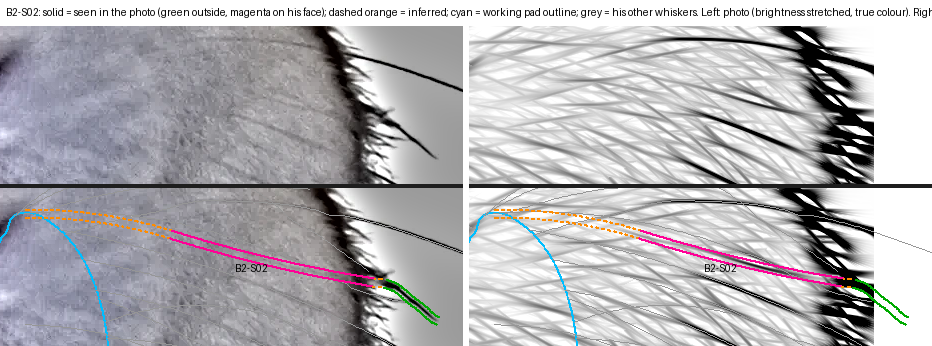 B2-S02: solid = seen in the photo (green outside, magenta on his face); dashed orange = inferred; cyan = working pad outline; grey = his other whiskers. Left photo (brightness stretched, true colour). Righ
B2-S02
B2-S02